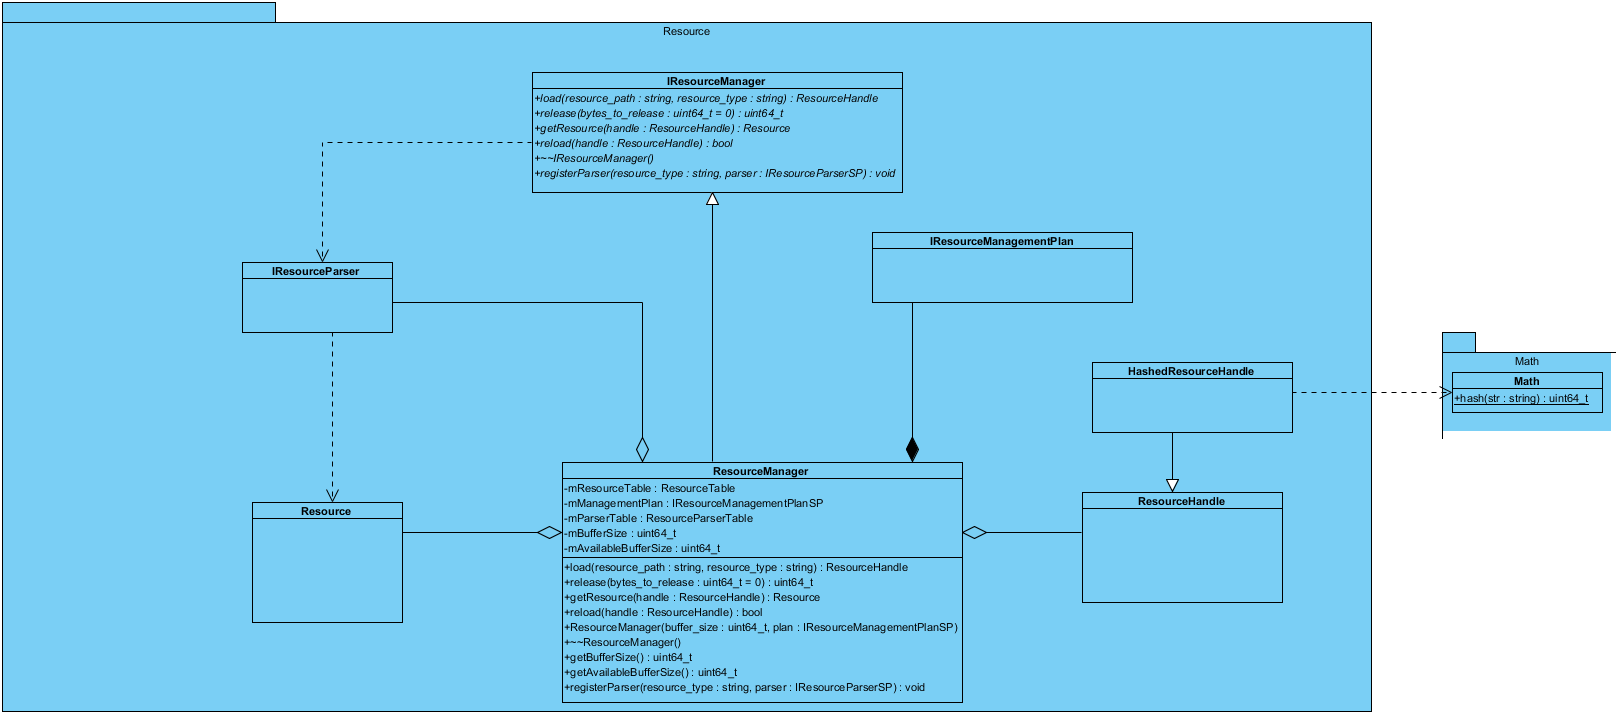 Resource
IResourceManager
+load(resource_path : string, resource_type : string) : ResourceHandle
+release(bytes_to_release : uint64_t = 0) : uint64_t
+getResource(handle : ResourceHandle) : Resource
+reload(handle : ResourceHandle) : bool
+~~IResourceManager()
+registerParser(resource_type : string, parser : IResourceParserSP) : void
IResourceManagementPlan
IResourceParser
Math
HashedResourceHandle
Math
+hash(str : string) : uint64_t
ResourceManager
-mResourceTable : ResourceTable
-mManagementPlan : IResourceManagementPlanSP
-mParserTable : ResourceParserTable
-mBufferSize : uint64_t
-mAvailableBufferSize : uint64_t
+load(resource_path : string, resource_type : string) : ResourceHandle
+release(bytes_to_release : uint64_t = 0) : uint64_t
+getResource(handle : ResourceHandle) : Resource
+reload(handle : ResourceHandle) : bool
+ResourceManager(buffer_size : uint64_t, plan : IResourceManagementPlanSP)
+~~ResourceManager()
+getBufferSize() : uint64_t
+getAvailableBufferSize() : uint64_t
+registerParser(resource_type : string, parser : IResourceParserSP) : void
Resource
ResourceHandle